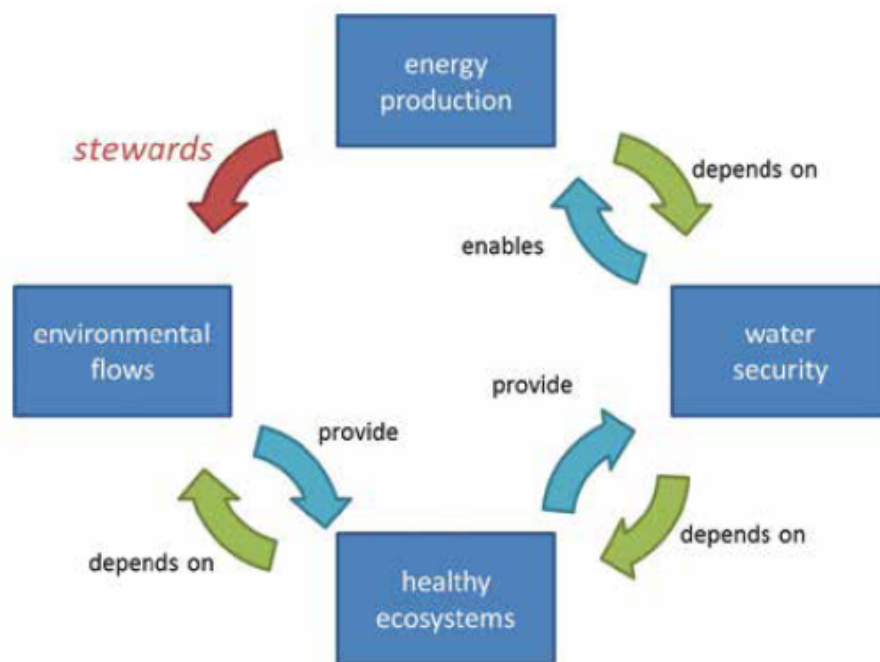 energy
production
stewards
depends on
enables
environmental
flows
water
security
provide
provide
depends on
depends on
healthy
ecosystems